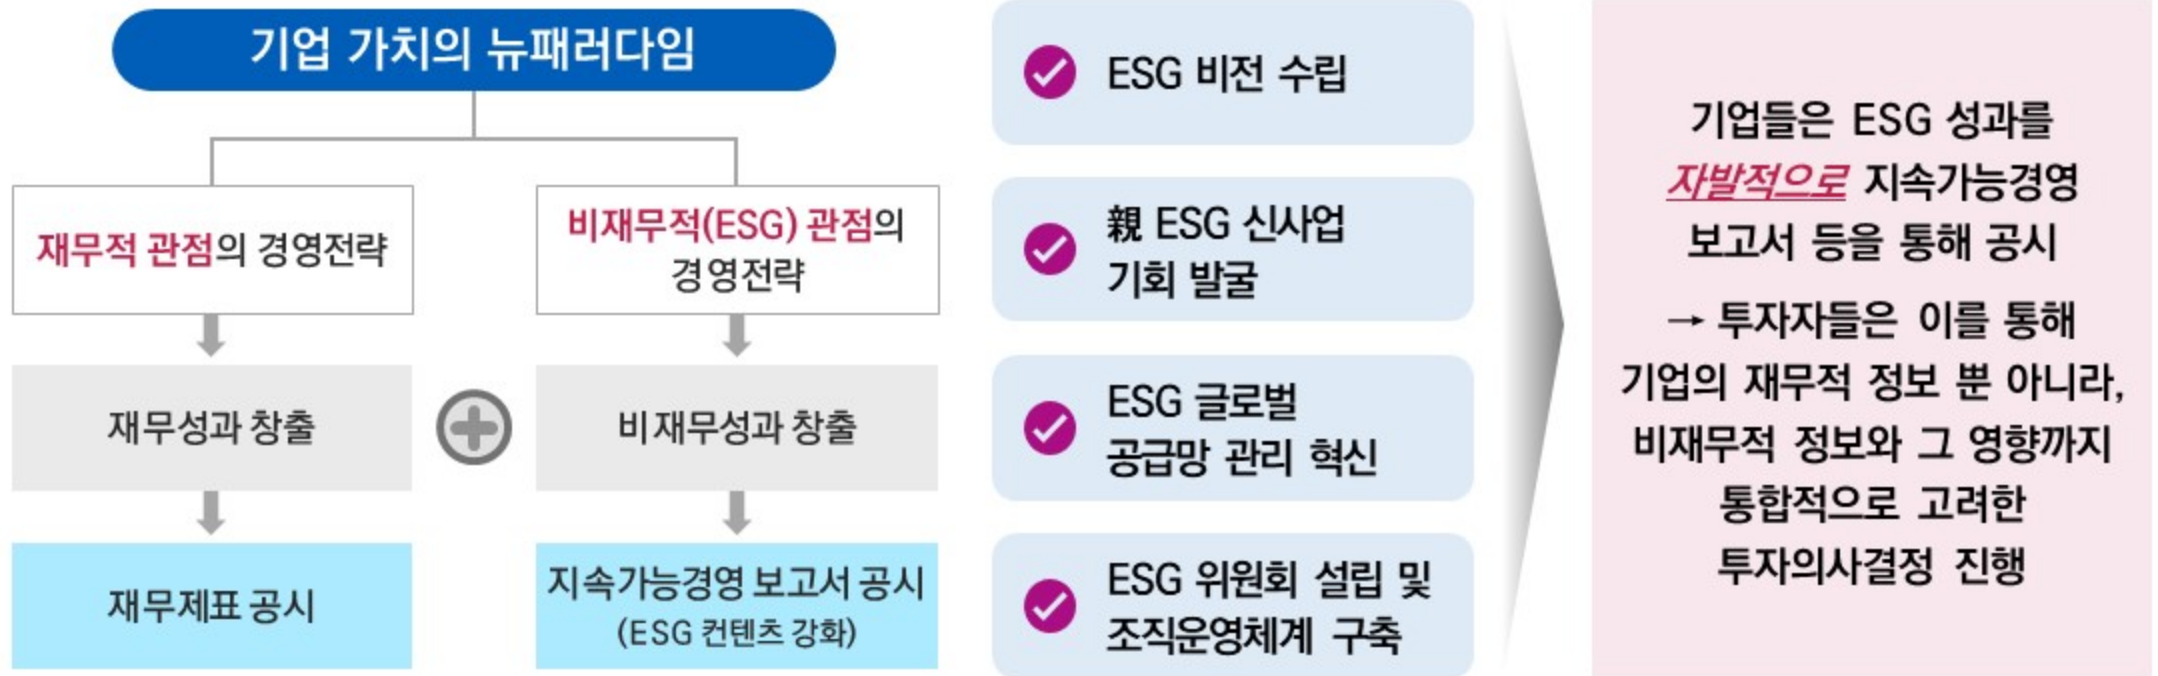 기업 가치의 뉴패러다임
재무적 관점의 경영전략
재무성과 창출
재무제표 공시
비재무적(ESG) 관점의
경영전략
비재무성과 창출
지속가능경영 보고서 공시
(ESG 컨텐츠 강화)
ESG 비전 수립
親 ESG 신사업
기회 발굴
ESG 글로벌
공급망 관리 혁신
ESG 위원회 설립 및
조직운영체계 구축
기업들은 ESG 성과를
자발적으로 지속가능경영
보고서 등을 통해 공시
→ 투자자들은 이를 통해
기업의 재무적 정보 뿐 아니라,
비재무적 정보와 그 영향까지
통합적으로 고려한
투자의사결정 진행